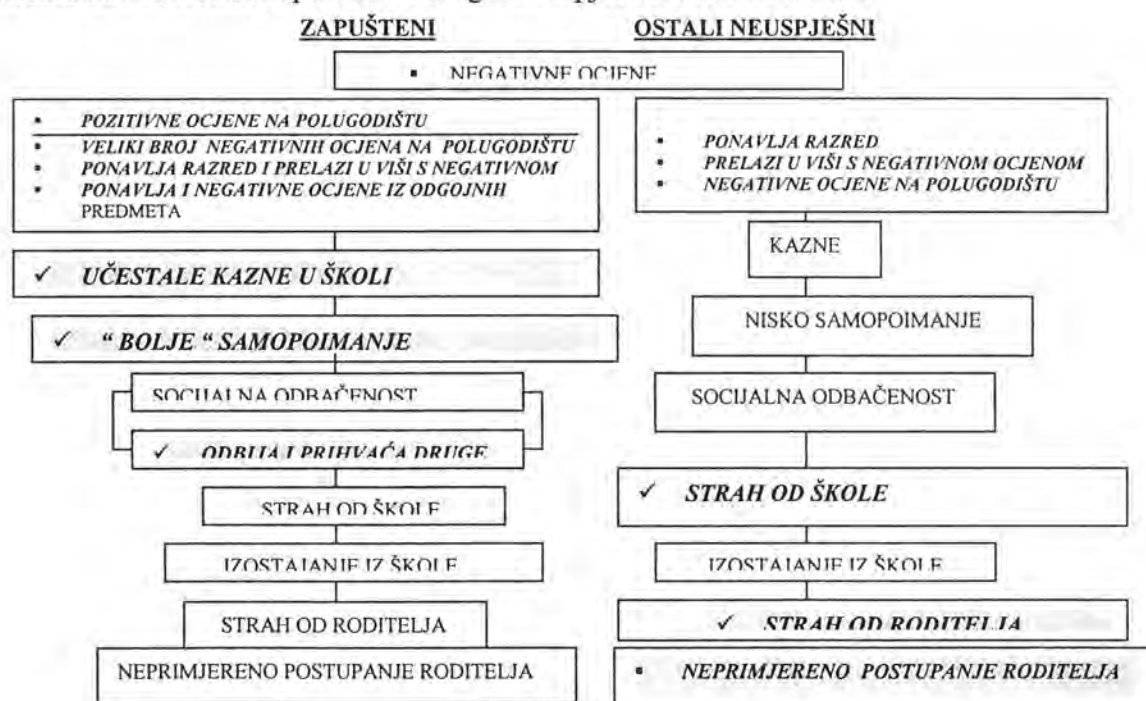 ZAPUŠTENI
OSTALI NEUSPJEŠNI
▪ NEGATIVNE OCJENE
▪ POZITIVNE OCJENE NA POLUGODIŠTU
▪ VELIKI BROJ NEGATIVNIH OCJENA NA POLUGODIŠTU
▪ PONAVLJA RAZRED I PRELAZI U VIŠI S NEGATIVNOM
▪ PONAVLJA I NEGATIVNE OCJENE IZ ODGOJNIH
PREDMETA
▪ PONAVLJA RAZRED
▪ PRELAZI U VIŠI S NEGATIVNOM OCJENOM
▪ NEGATIVNE OCJENE NA POLUGODIŠTU
KAZNE
✓ UČESTALE KAZNE U ŠKOLI
NISKO SAMOPOIMANJE
✓ “ BOLJE “ SAMOPOIMANJE
SOCIJALNA ODBAČENOST
SOCIJALNA ODBAČENOST
✓ ODBIJA I PRIHVAĆA DRUGE
✓ STRAH OD ŠKOLE
STRAH OD ŠKOLE
IZOSTAJANJE IZ ŠKOLE
IZOSTAJANJE IZ ŠKOLE
STRAH OD RODITELJA
✓ STRAH OD RODITELJA
NEPRIMJERENO POSTUPANJE RODITELJA
▪ NEPRIMJERENO POSTUPANJE RODITELJA